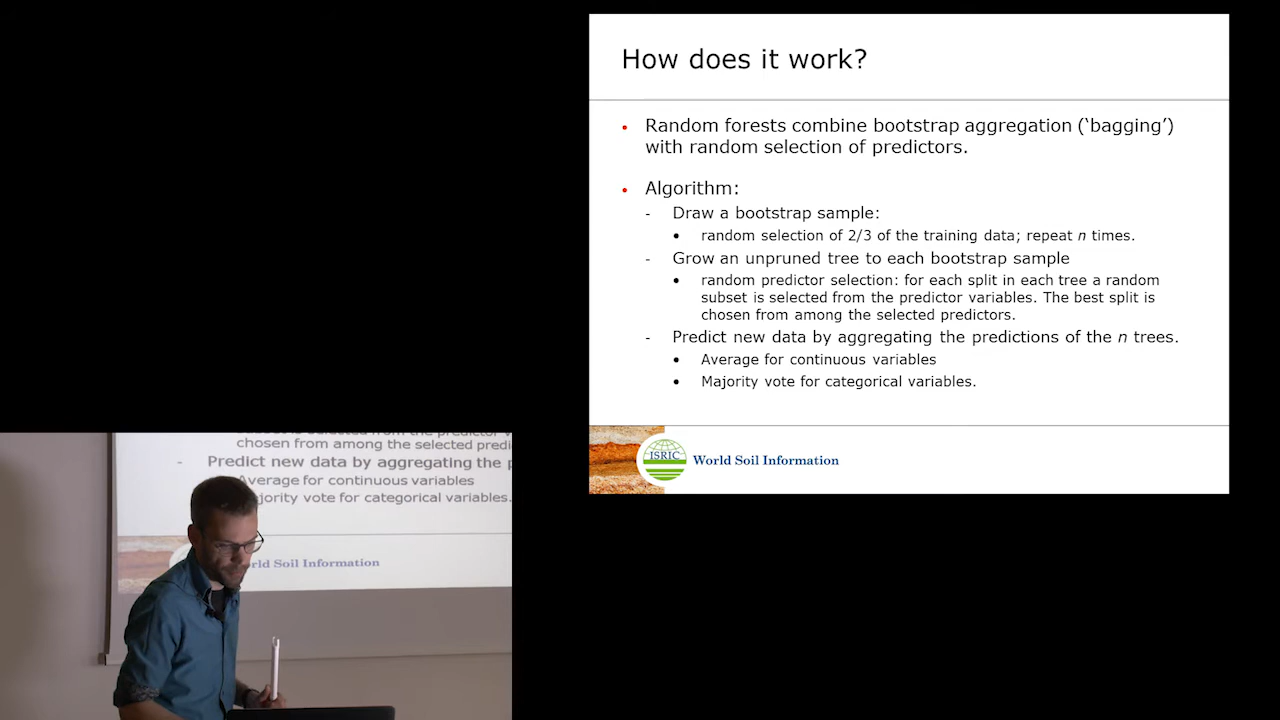 How does it work?
• Random forests combine bootstrap aggregation (‘bagging’)
with random selection of predictors.
• Algorithm:
- Draw a bootstrap sample:
• random selection of 2/3 of the training data; repeat n times.
- Grow an unpruned tree to each bootstrap sample
• random predictor selection: for each split in each tree a random
subset is selected from the predictor variables. The best split is
chosen from among the selected predictors.
- Predict new data by aggregating the predictions of the n trees.
• Average for continuous variables
• Majority vote for categorical variables.
ISRIC
World Soil Information
chosen from among the selected predi
- Predict new data by aggregating the p
Average for continuous variables
jority vote for categorical variables.
rld Soil Information